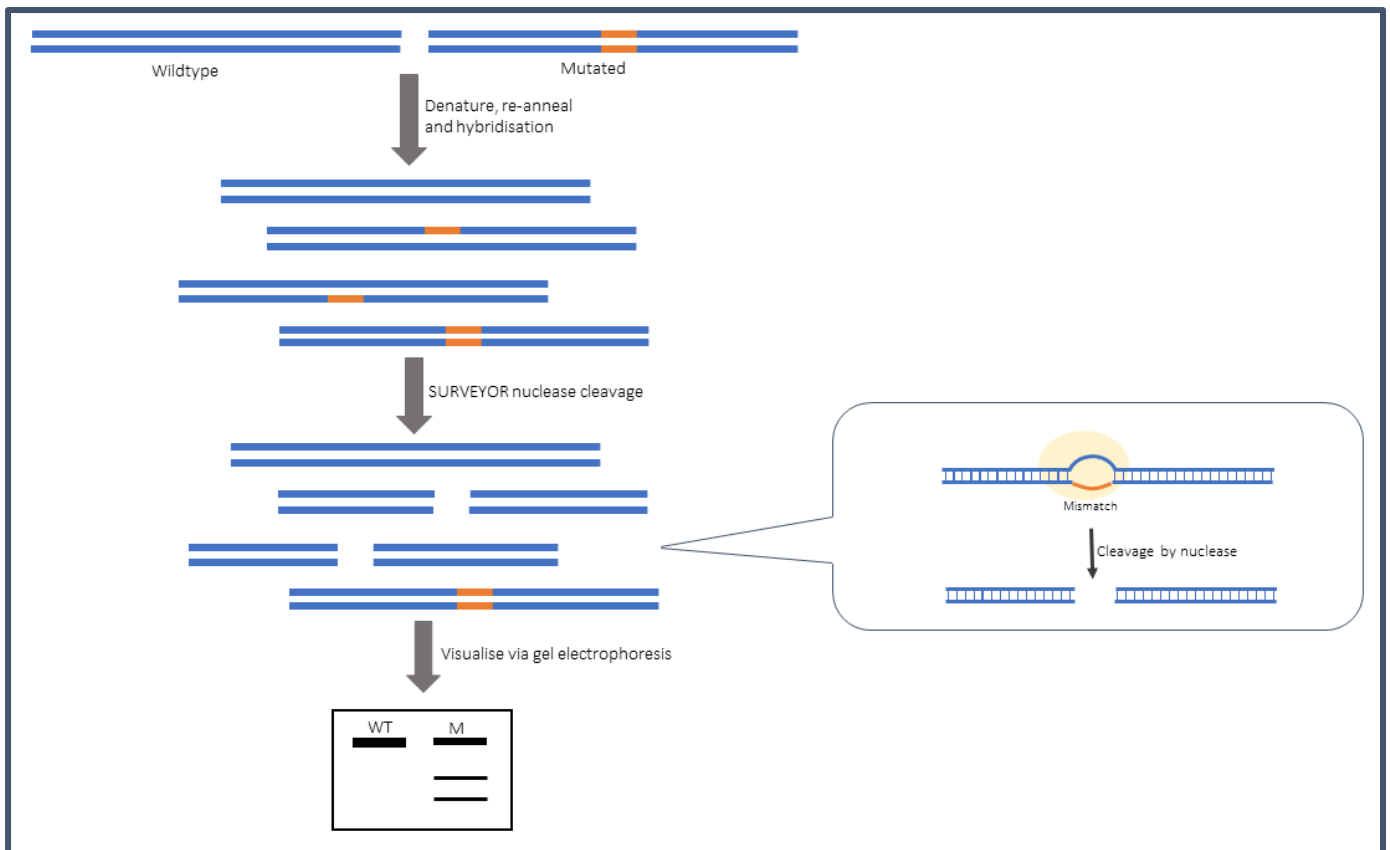 Wildtype
Mutated
Denature, re-anneal
and hybridisation
SURVEYOR nuclease cleavage
Mismatch
Cleavage by nuclease
Visualise via gel electrophoresis
WT
M